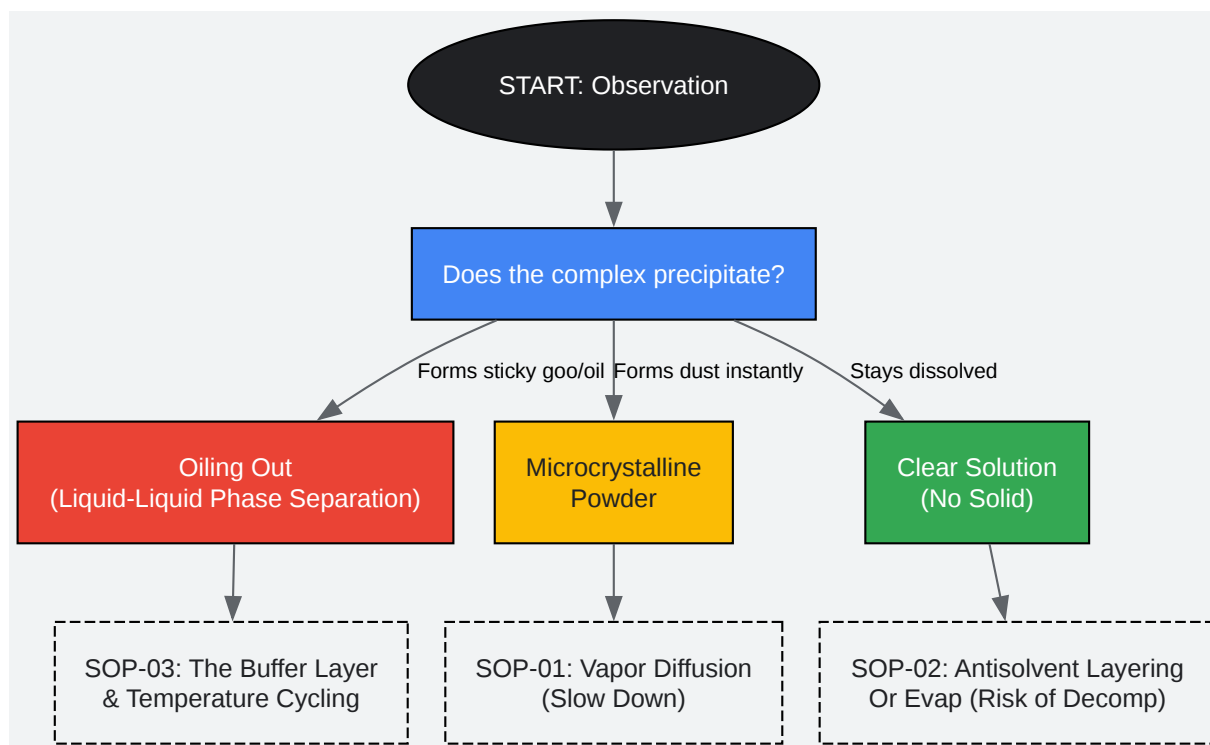 START: Observation
Does the complex precipitate?
Forms sticky goo/oil
Forms dust instantly
Stays dissolved
Oiling Out
(Liquid-Liquid Phase Separation)
Microcrystalline
Powder
Clear Solution
(No Solid)
SOP-03: The Buffer Layer
& Temperature Cycling
SOP-01: Vapor Diffusion
(Slow Down)
SOP-02: Antisolvent Layering
Or Evap (Risk of Decomp)